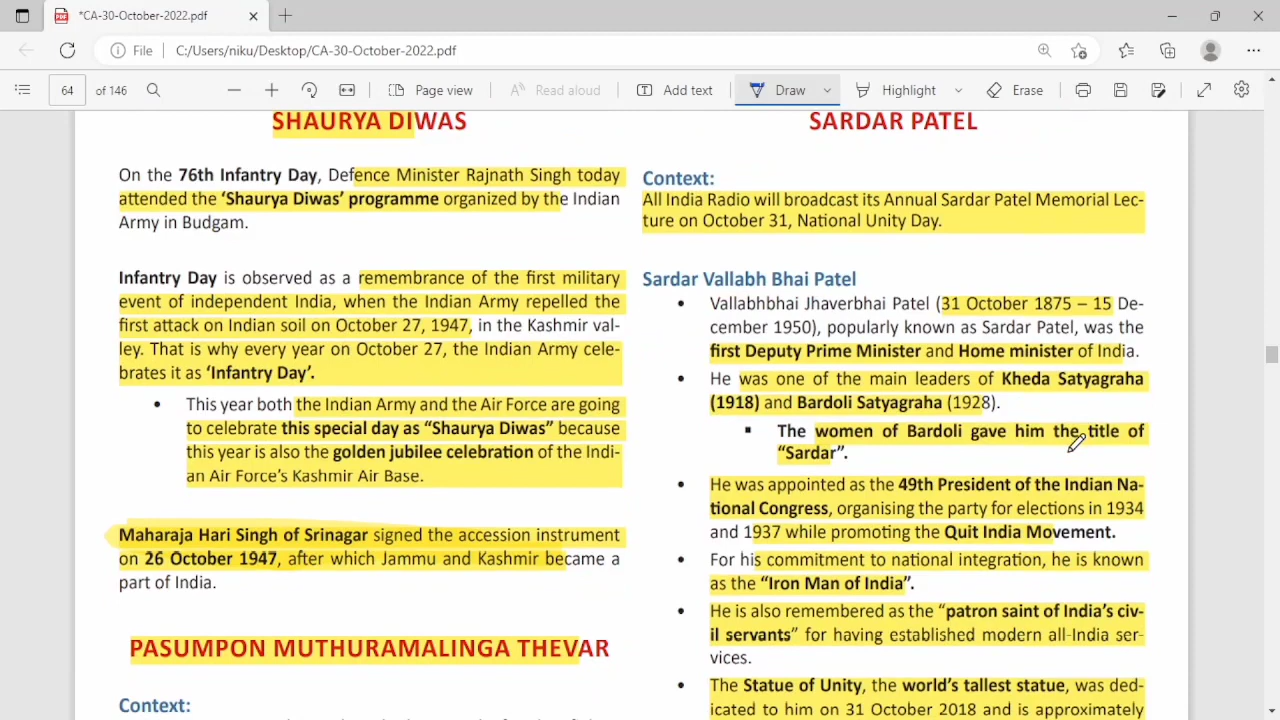 *CA-30-October-2022.pdf
File C:/Users/niku/Desktop/CA-30-October-2022.pdf
64 of 146 Page view Read aloud Add text Draw Highlight Erase
SHAURYA DIWAS
On the 76th Infantry Day, Defence Minister Rajnath Singh today
attended the ‘Shaurya Diwas’ programme organized by the Indian
Army in Budgam.
Infantry Day is observed as a remembrance of the first military
event of independent India, when the Indian Army repelled the
first attack on Indian soil on October 27, 1947, in the Kashmir val-
ley. That is why every year on October 27, the Indian Army cele-
brates it as ‘Infantry Day’.
• This year both the Indian Army and the Air Force are going
to celebrate this special day as “Shaurya Diwas” because
this year is also the golden jubilee celebration of the Indi-
an Air Force’s Kashmir Air Base.
Maharaja Hari Singh of Srinagar signed the accession instrument
on 26 October 1947, after which Jammu and Kashmir became a
part of India.
PASUMPON MUTHURAMALINGA THEVAR
Context:
SARDAR PATEL
Context:
All India Radio will broadcast its Annual Sardar Patel Memorial Lec-
ture on October 31, National Unity Day.
Sardar Vallabh Bhai Patel
• Vallabhbhai Jhaverbhai Patel (31 October 1875 – 15 De-
cember 1950), popularly known as Sardar Patel, was the
first Deputy Prime Minister and Home minister of India.
• He was one of the main leaders of Kheda Satyagraha
(1918) and Bardoli Satyagraha (1928).
▪ The women of Bardoli gave him the title of
“Sardar”.
• He was appointed as the 49th President of the Indian Na-
tional Congress, organising the party for elections in 1934
and 1937 while promoting the Quit India Movement.
• For his commitment to national integration, he is known
as the “Iron Man of India”.
• He is also remembered as the “patron saint of India’s civ-
il servants” for having established modern all-India ser-
vices.
• The Statue of Unity, the world’s tallest statue, was ded-
icated to him on 31 October 2018 and is approximately